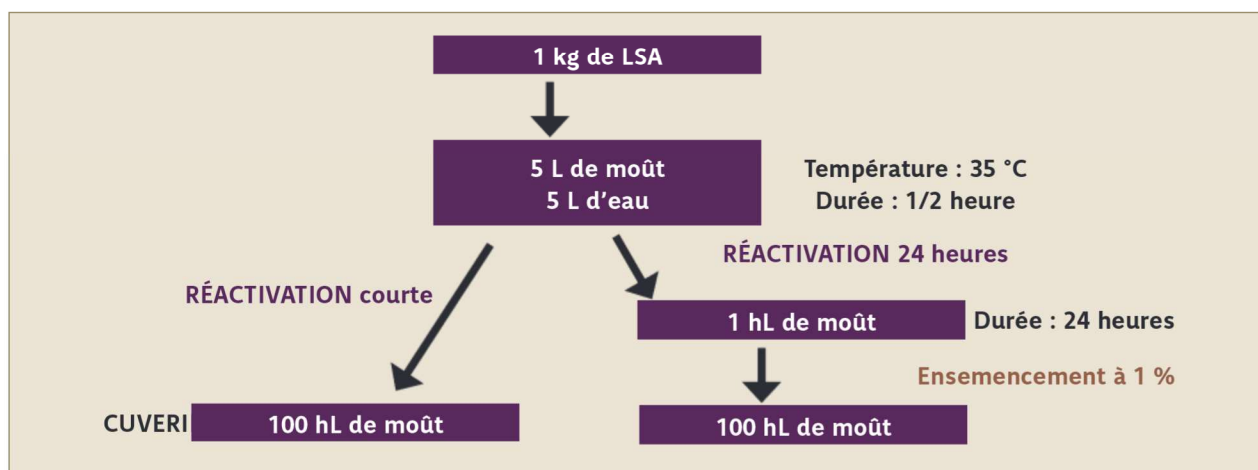 1 kg de LSA
5 L de moût
5 L d'eau
Température : 35 °C
Durée : 1/2 heure
RÉACTIVATION 24 heures
RÉACTIVATION courte
1 hL de moût
Durée : 24 heures
Ensemencement à 1 %
CUVERI
100 hL de moût
100 hL de moût